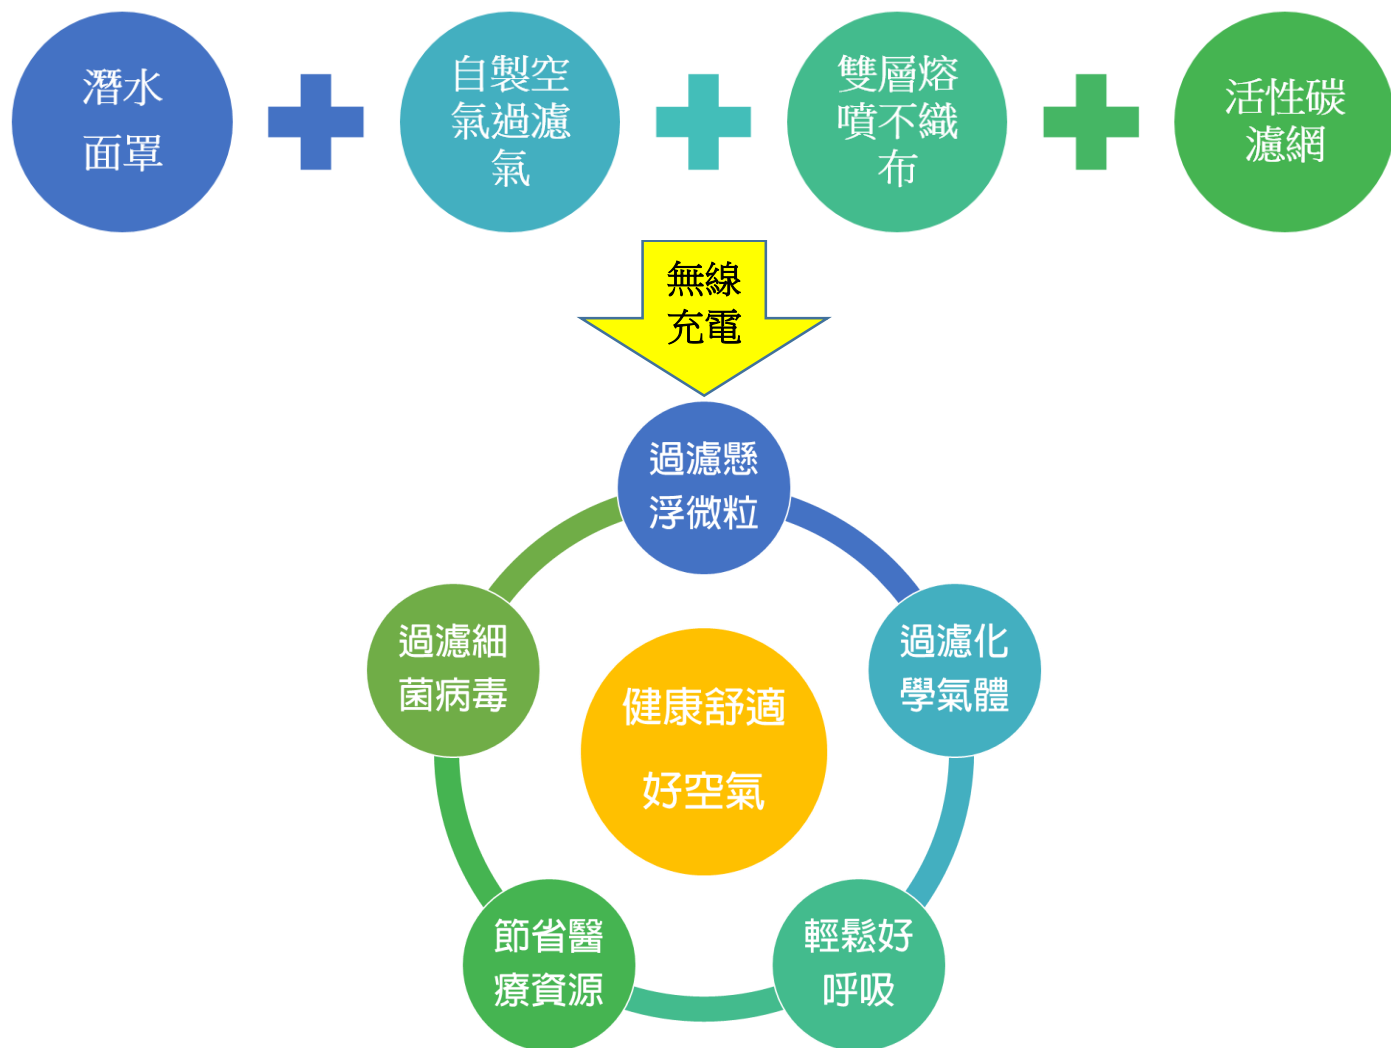 潛水
面罩
自製空
氣過濾
氣
雙層熔
噴不織
布
活性碳
濾網
無線
充電
過濾懸
浮微粒
過濾細
菌病毒
過濾化
學氣體
健康舒適
好空氣
節省醫
療資源
輕鬆好
呼吸